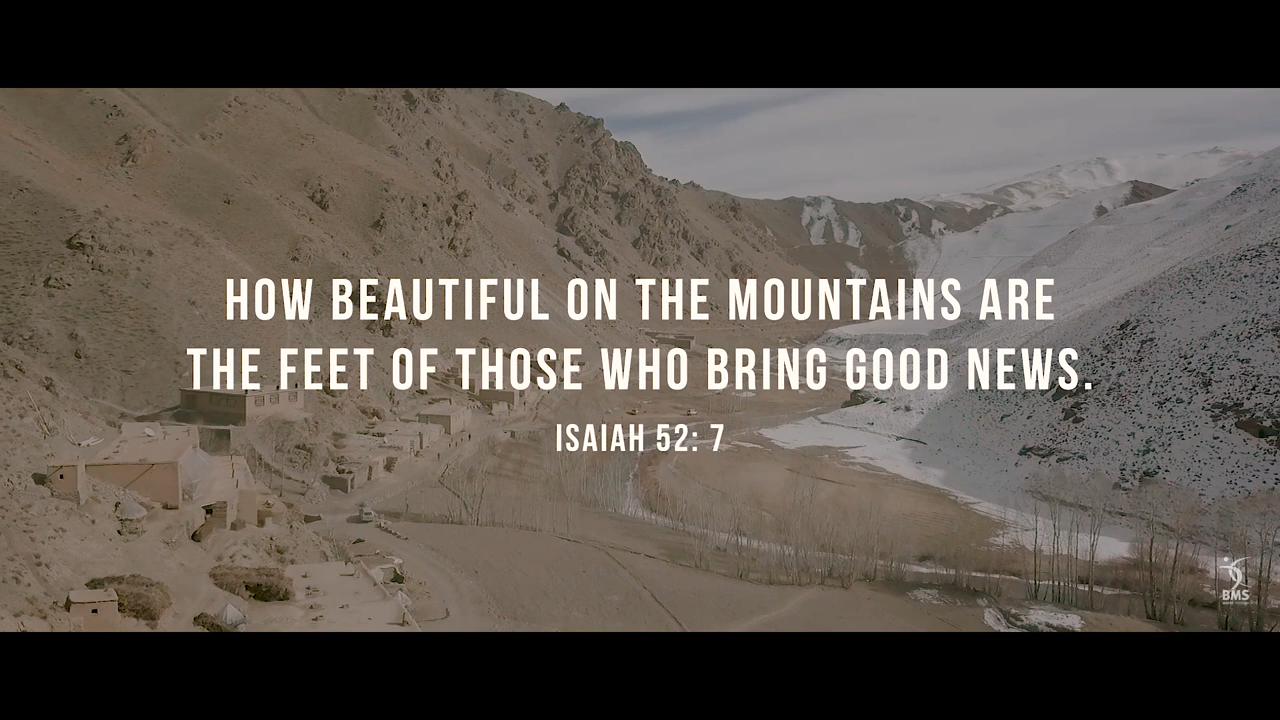 HOW BEAUTIFUL ON THE MOUNTAINS ARE
THE FEET OF THOSE WHO BRING GOOD NEWS.
ISAIAH 52: 7
BMS